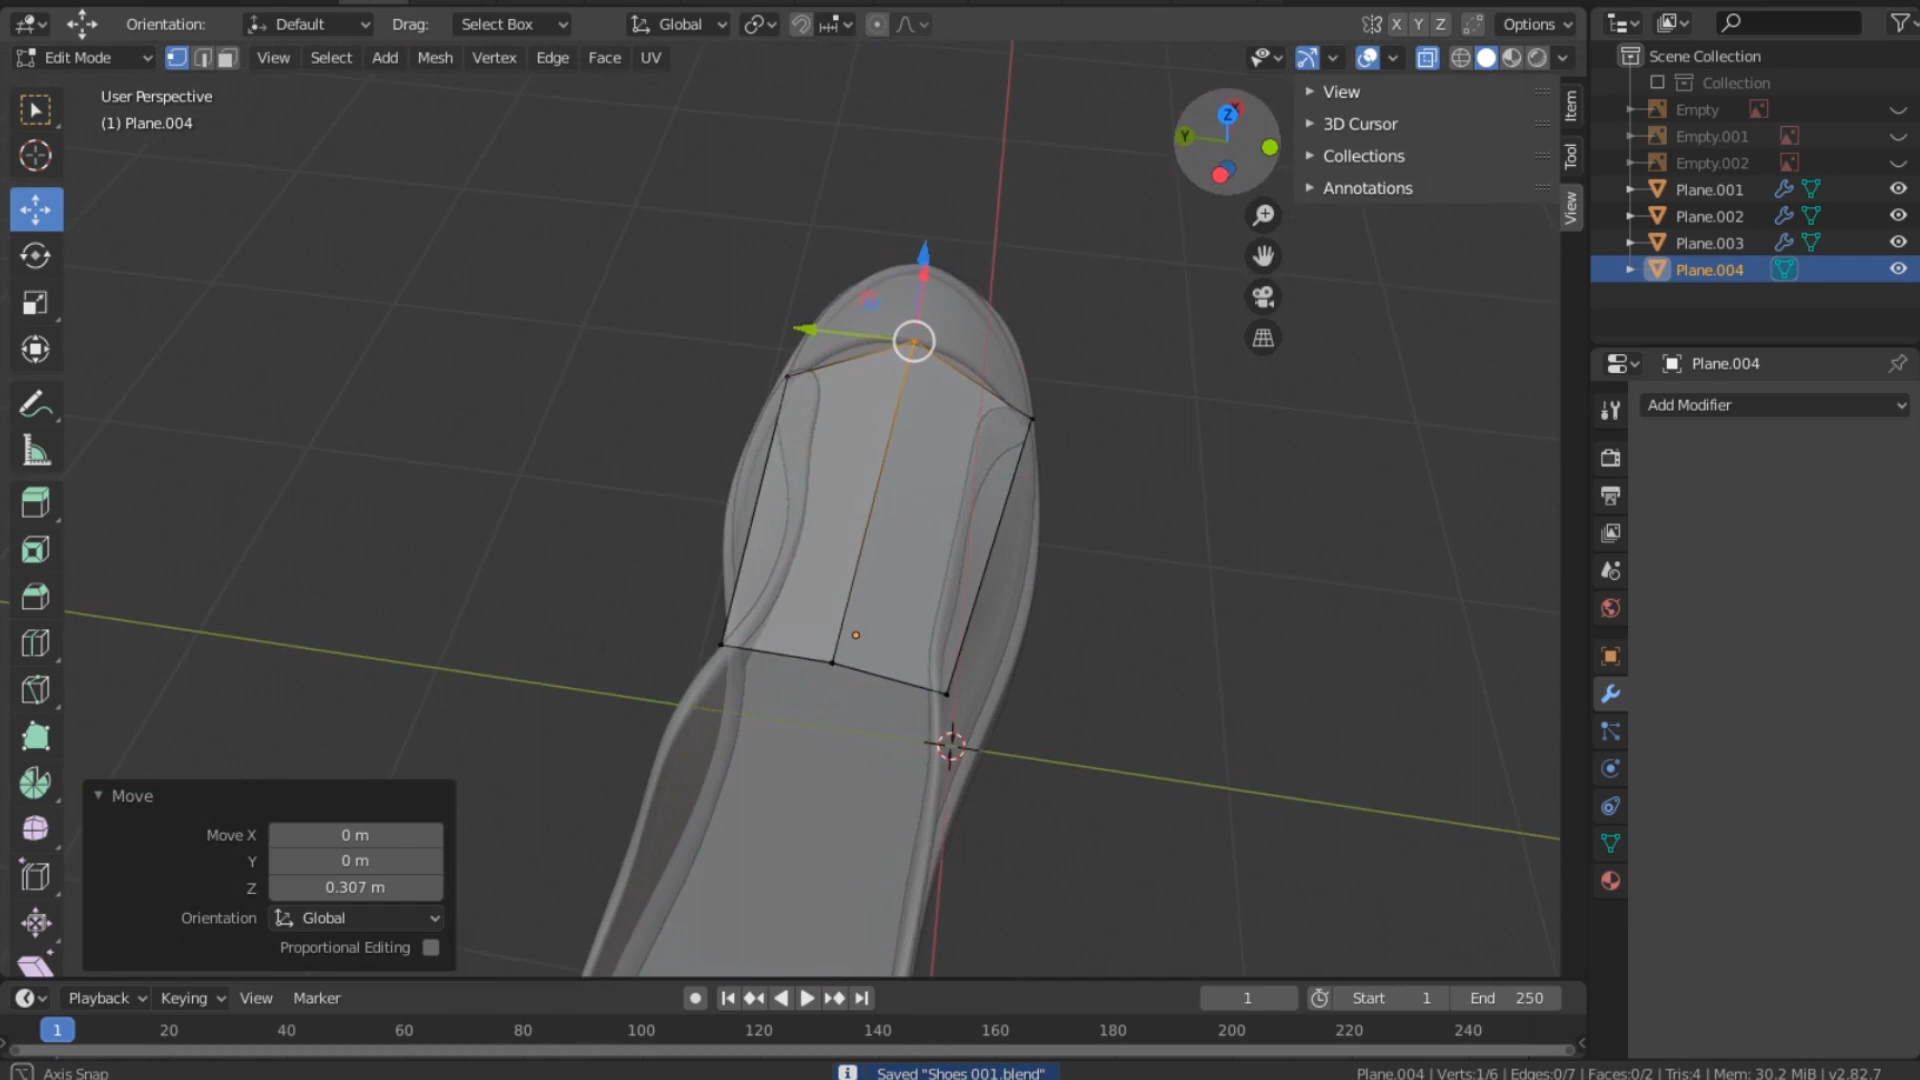 Orientation: Default Drag: Select Box Global X Y Z Options
Edit Mode View Select Add Mesh Vertex Edge Face UV
User Perspective
(1) Plane.004
Z
Y
View
3D Cursor
Collections
Annotations
Item
Tool
View
Scene Collection
Collection
Empty
Empty.001
Empty.002
Plane.001
Plane.002
Plane.003
Plane.004
Plane.004
Add Modifier
Move
Move X 0 m
Y 0 m
Z 0.307 m
Orientation Global
Proportional Editing
Playback Keying View Marker 1 Start 1 End 250
1 20 40 60 80 100 120 140 160 180 200 220 240
Axis Snap Saved "Shoes 001.blend" Plane.004 | Verts:1/6 | Edges:0/7 | Faces:0/2 | Tris:4 | Mem: 30.2 MiB | v2.82.7